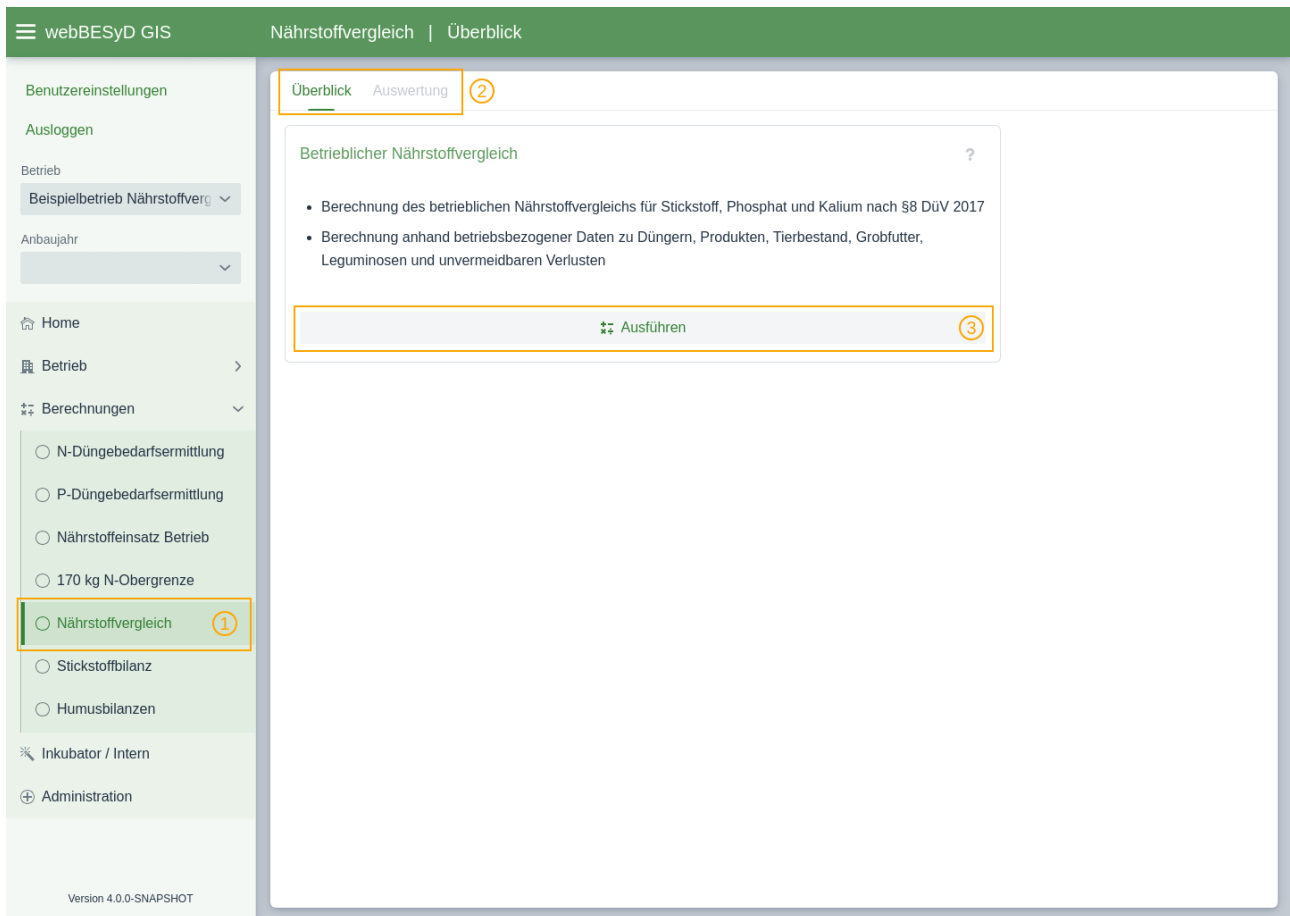 webBESyD GIS
Nährstoffvergleich | Überblick
Benutzereinstellungen
Ausloggen
Betrieb
Beispielbetrieb Nährstoffverg
Anbaujahr
Home
Betrieb
Berechnungen
N-Düngebedarfsermittlung
P-Düngebedarfsermittlung
Nährstoffeinsatz Betrieb
170 kg N-Obergrenze
Nährstoffvergleich 1
Stickstoffbilanz
Humusbilanzen
Inkubator / Intern
Administration
Version 4.0.0-SNAPSHOT
Überblick Auswertung 2
Betrieblicher Nährstoffvergleich ?
• Berechnung des betrieblichen Nährstoffvergleichs für Stickstoff, Phosphat und Kalium nach §8 DüV 2017
• Berechnung anhand betriebsbezogener Daten zu Düngern, Produkten, Tierbestand, Grobfutter,
Leguminosen und unvermeidbaren Verlusten
Ausführen 3